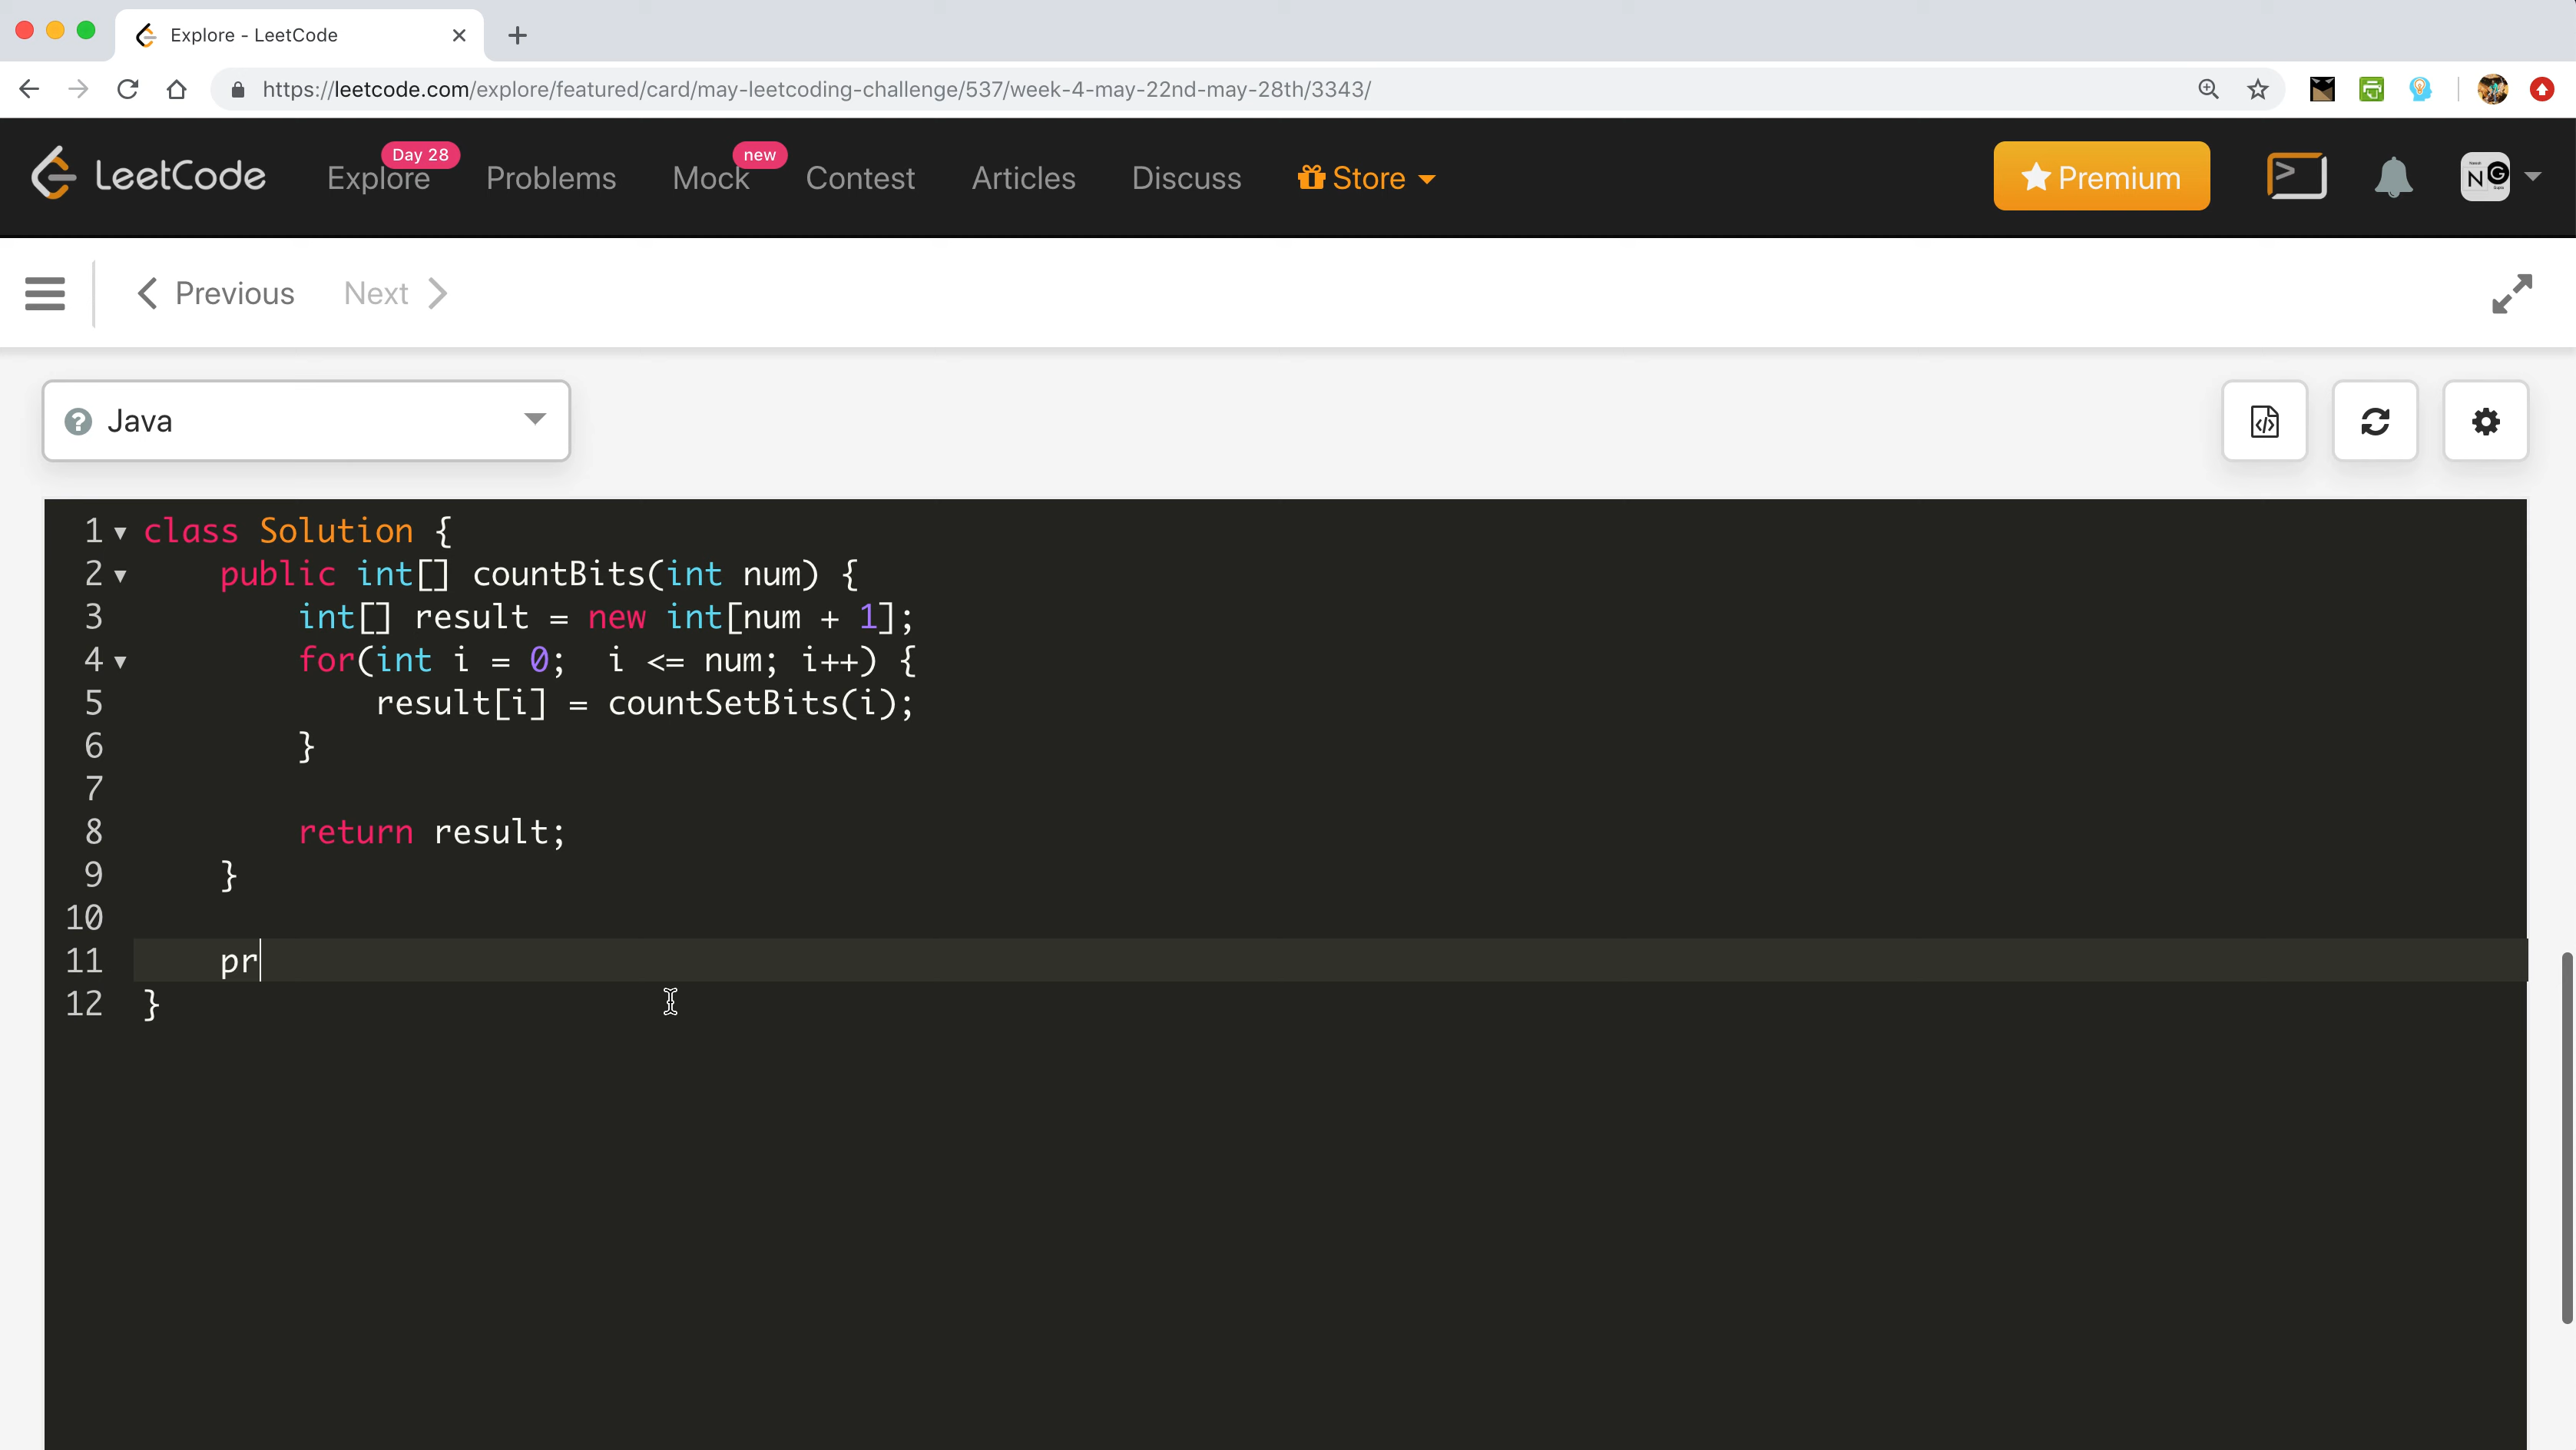 Explore - LeetCode
https://leetcode.com/explore/featured/card/may-leetcoding-challenge/537/week-4-may-22nd-may-28th/3343/
LeetCode Explore Day 28 Problems Mock new Contest Articles Discuss Store Premium
N G
Previous Next
Java
1 class Solution {
2 public int[] countBits(int num) {
3 int[] result = new int[num + 1];
4 for(int i = 0;  i <= num; i++) {
5 result[i] = countSetBits(i);
6 }
7
8 return result;
9 }
10
11 pr
12 }